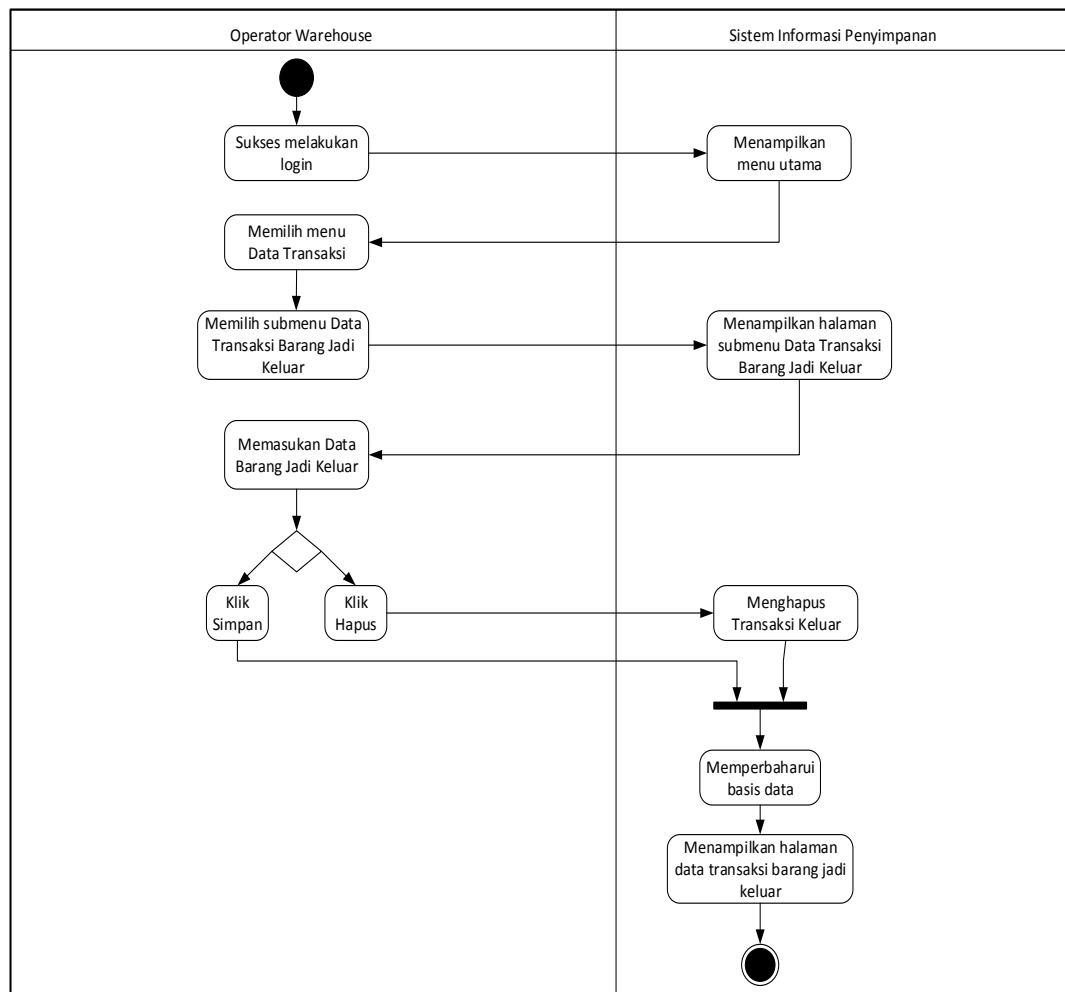 Operator Warehouse
Sistem Informasi Penyimpanan
Sukses melakukan
login
Menampilkan
menu utama
Memilih menu
Data Transaksi
Memilih submenu Data
Transaksi Barang Jadi
Keluar
Menampilkan halaman
submenu Data Transaksi
Barang Jadi Keluar
Memasukan Data
Barang Jadi Keluar
Klik
Simpan
Klik
Hapus
Menghapus
Transaksi Keluar
Memperbaharui
basis data
Menampilkan halaman
data transaksi barang jadi
keluar